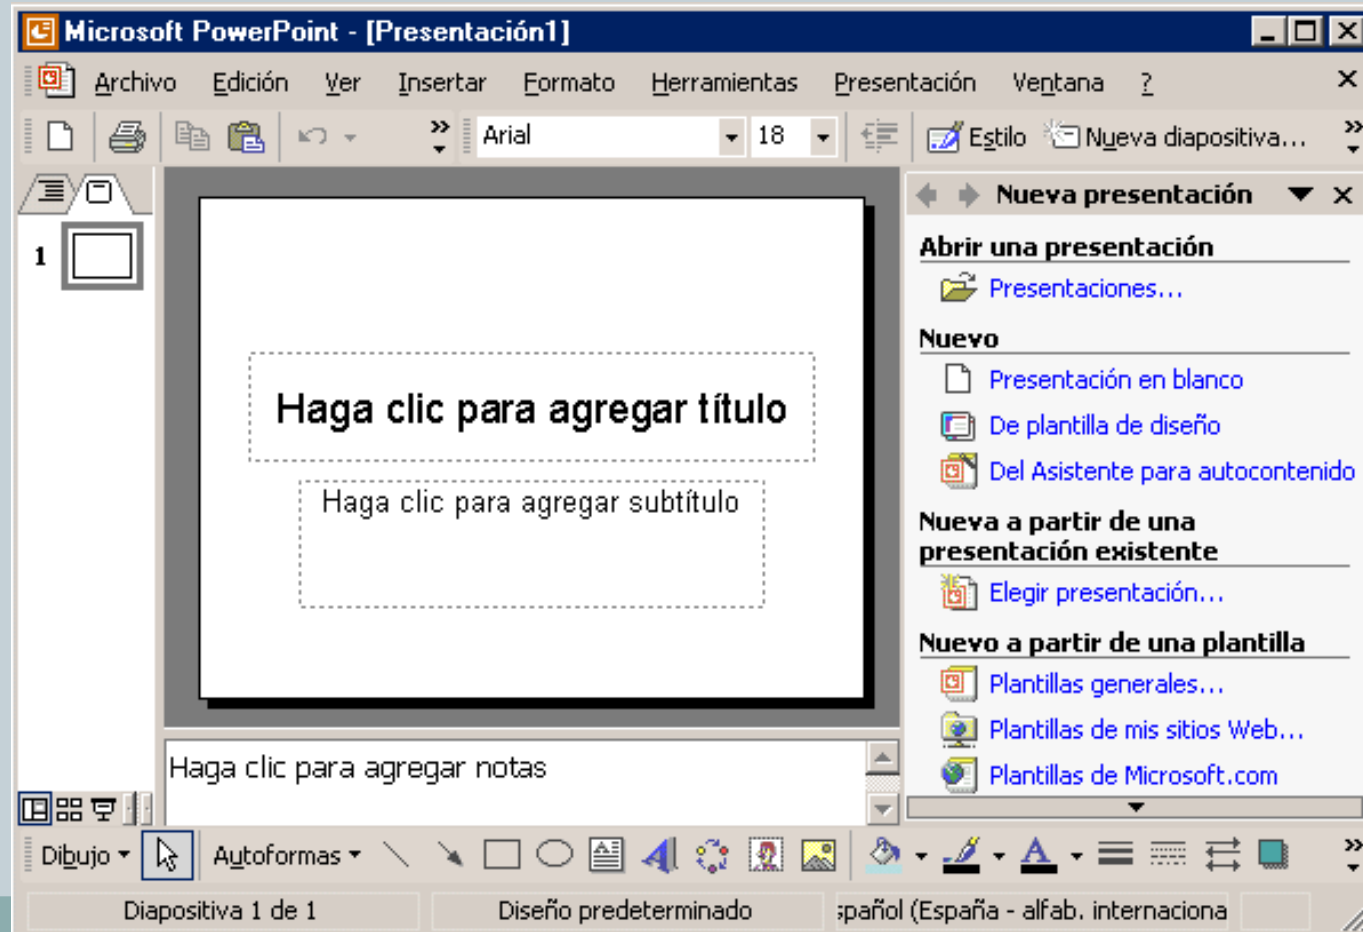 Microsoft PowerPoint - [Presentación1]
Archivo Edición Ver Insertar Formato Herramientas Presentación Ventana ?
Arial 18 Estilo Nueva diapositiva...
Nueva presentación
1
Haga clic para agregar título
Haga clic para agregar subtítulo
Haga clic para agregar notas
Abrir una presentación
Presentaciones...
Nuevo
Presentación en blanco
De plantilla de diseño
Del Asistente para autocontenido
Nueva a partir de una
presentación existente
Elegir presentación...
Nuevo a partir de una plantilla
Plantillas generales...
Plantillas de mis sitios Web...
Plantillas de Microsoft.com
Dibujo Autoformas
Diapositiva 1 de 1 Diseño predeterminado spañol (España - alfab. internaciona